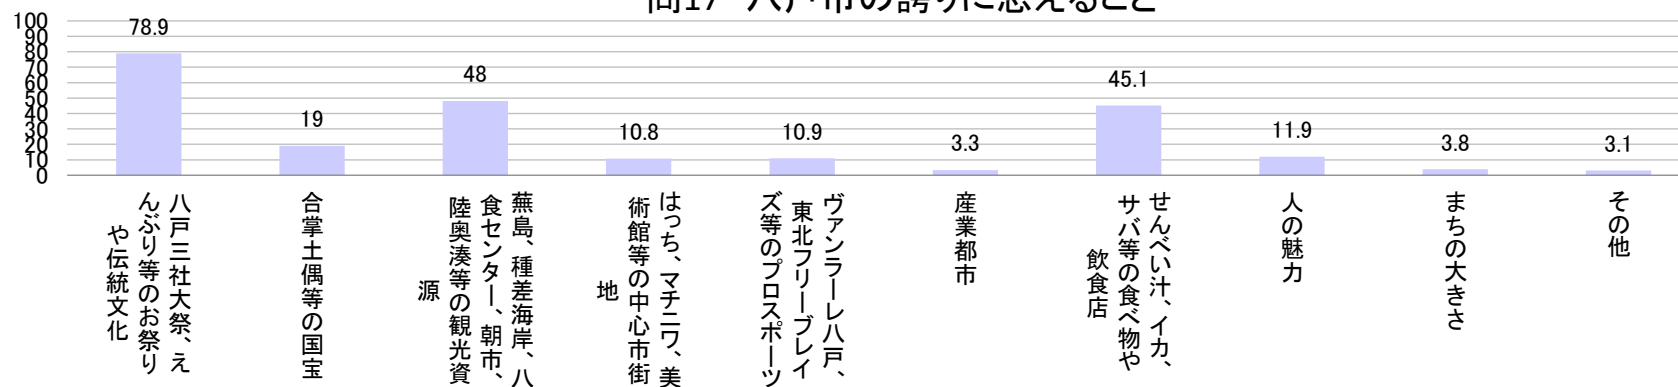 問17 八戸市の誇りに思えるこど
100
90
80
70
60
50
40
30
20
10
0
78.9
19
48
10.8
10.9
3.3
45.1
11.9
3.8
3.1
八戸三社大祭、え
んぶり等のお祭り
や伝統文化
合掌土偶等の国宝
蕪島、種差海岸、八
食センター、朝市、
陸奥湊等の観光資
源
はっち、マチニワ、美
術館等の中心市街
地
ヴァンラーレ八戸、
東北フリーブレイ
ズ等のプロスポーツ
産業都市
せんべい汁、イカ、
サバ等の食べ物や
飲食店
人の魅力
まちの大きさ
その他